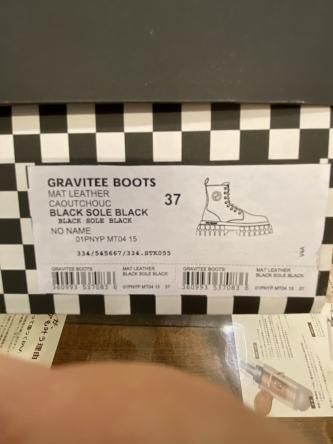 GRAVITEE BOOTS
MAT LEATHER
CAOUTCHOUC
BLACK SOLE BLACK
BLACK SOLE BLACK
NO NAME
01PNYP MT04 15
37
334/545667/334.STK055
GRAVITEE BOOTS
MAT LEATHER
BLACK SOLE BLACK
01PNYP MT04 15 37
GRAVITEE BOOTS
MAT LEATHER
BLACK SOLE BLACK
01PNYP MT04 15 37